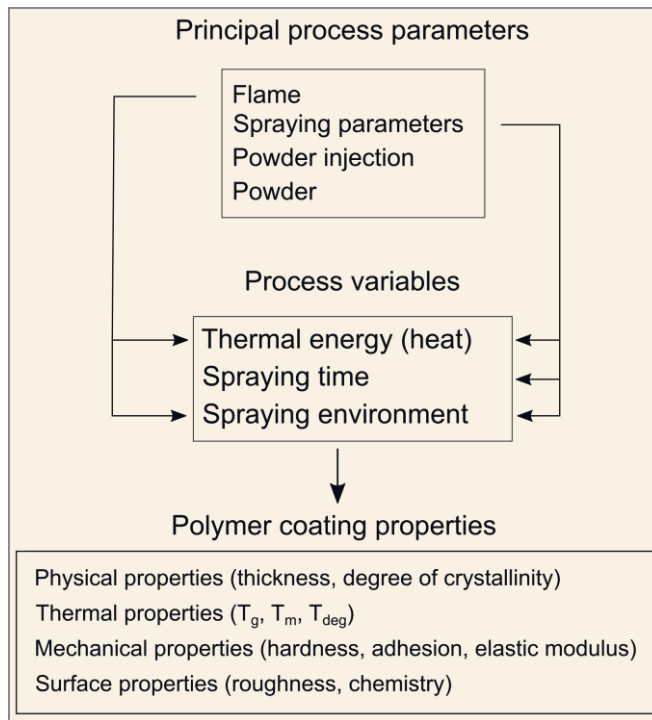 Principal process parameters
Flame
Spraying parameters
Powder injection
Powder
Process variables
Thermal energy (heat)
Spraying time
Spraying environment
Polymer coating properties
Physical properties (thickness, degree of crystallinity)
Thermal properties (Tg, Tm, Tdeg)
Mechanical properties (hardness, adhesion, elastic modulus)
Surface properties (roughness, chemistry)